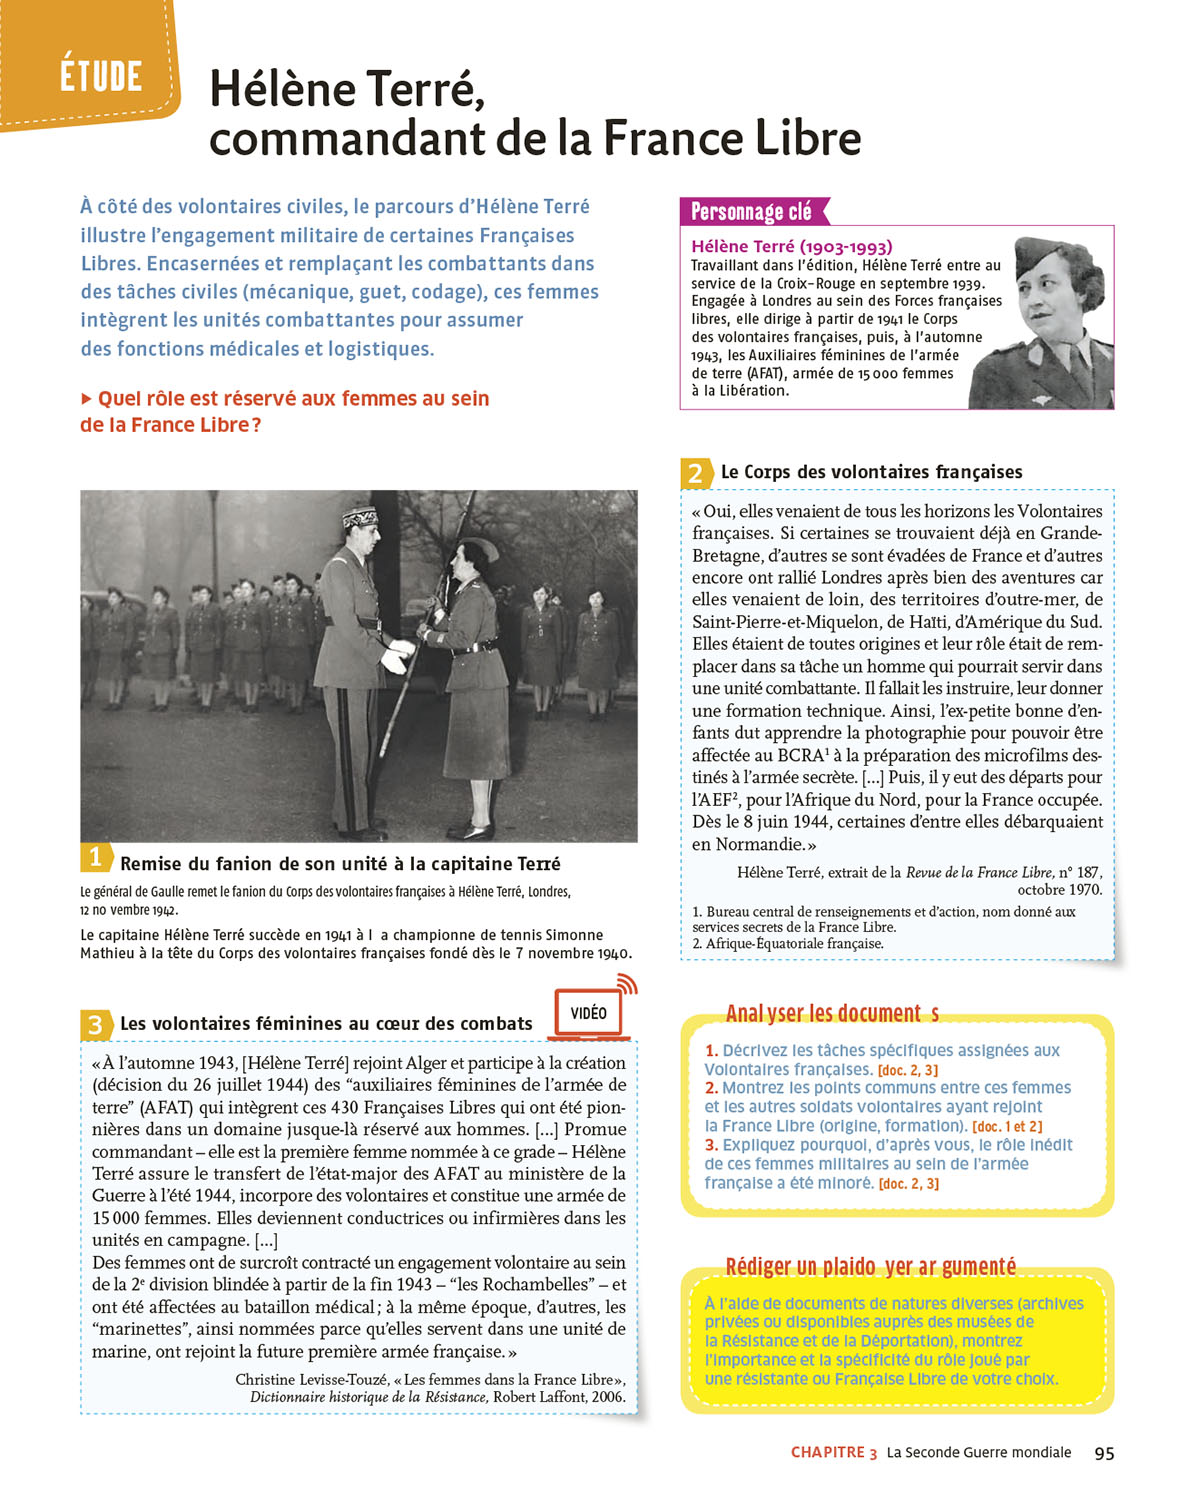 ÉTUDE
Hélène Terré,
commandant de la France Libre
À côté des volontaires civiles, le parcours d’Hélène Terré
illustre l’engagement militaire de certaines Françaises
Libres. Encasernées et remplaçant les combattants dans
des tâches civiles (mécanique, guet, codage), ces femmes
intègrent les unités combattantes pour assumer
des fonctions médicales et logistiques.
▶ Quel rôle est réservé aux femmes au sein
de la France Libre ?
Personnage clé
Hélène Terré (1903-1993)
Travaillant dans l’édition, Hélène Terré entre au
service de la Croix-Rouge en septembre 1939.
Engagée à Londres au sein des Forces françaises
libres, elle dirige à partir de 1941 le Corps
des volontaires françaises, puis, à l’automne
1943, les Auxiliaires féminines de l’armée
de terre (AFAT), armée de 15 000 femmes
à la Libération.
1 Remise du fanion de son unité à la capitaine Terré
Le général de Gaulle remet le fanion du Corps des volontaires françaises à Hélène Terré, Londres,
12 no vembre 1942.
Le capitaine Hélène Terré succède en 1941 à l a championne de tennis Simonne
Mathieu à la tête du Corps des volontaires françaises fondé dès le 7 novembre 1940.
2 Le Corps des volontaires françaises
« Oui, elles venaient de tous les horizons les Volontaires
françaises. Si certaines se trouvaient déjà en Grande-
Bretagne, d’autres se sont évadées de France et d’autres
encore ont rallié Londres après bien des aventures car
elles venaient de loin, des territoires d’outre-mer, de
Saint-Pierre-et-Miquelon, de Haïti, d’Amérique du Sud.
Elles étaient de toutes origines et leur rôle était de rem-
placer dans sa tâche un homme qui pourrait servir dans
une unité combattante. Il fallait les instruire, leur donner
une formation technique. Ainsi, l’ex-petite bonne d’en-
fants dut apprendre la photographie pour pouvoir être
affectée au BCRA¹ à la préparation des microfilms des-
tinés à l’armée secrète. [...] Puis, il y eut des départs pour
l’AEF², pour l’Afrique du Nord, pour la France occupée.
Dès le 8 juin 1944, certaines d’entre elles débarquaient
en Normandie. »
Hélène Terré, extrait de la Revue de la France Libre, n° 187,
octobre 1970.
1. Bureau central de renseignements et d’action, nom donné aux
services secrets de la France Libre.
2. Afrique-Équatoriale française.
3 Les volontaires féminines au cœur des combats
VIDÉO
« À l’automne 1943, [Hélène Terré] rejoint Alger et participe à la création
(décision du 26 juillet 1944) des “auxiliaires féminines de l’armée de
terre” (AFAT) qui intègrent ces 430 Françaises Libres qui ont été pion-
nières dans un domaine jusque-là réservé aux hommes. [...] Promue
commandant – elle est la première femme nommée à ce grade – Hélène
Terré assure le transfert de l’état-major des AFAT au ministère de la
Guerre à l’été 1944, incorpore des volontaires et constitue une armée de
15 000 femmes. Elles deviennent conductrices ou infirmières dans les
unités en campagne. [...]
Des femmes ont de surcroît contracté un engagement volontaire au sein
de la 2e division blindée à partir de la fin 1943 – “les Rochambelles” – et
ont été affectées au bataillon médical ; à la même époque, d’autres, les
“marinettes”, ainsi nommées parce qu’elles servent dans une unité de
marine, ont rejoint la future première armée française. »
Christine Levisse-Touzé, « Les femmes dans la France Libre »,
Dictionnaire historique de la Résistance, Robert Laffont, 2006.
Anal yser les document s
1. Décrivez les tâches spécifiques assignées aux
Volontaires françaises. [doc. 2, 3]
2. Montrez les points communs entre ces femmes
et les autres soldats volontaires ayant rejoint
la France Libre (origine, formation). [doc. 1 et 2]
3. Expliquez pourquoi, d’après vous, le rôle inédit
de ces femmes militaires au sein de l’armée
française a été minoré. [doc. 2, 3]
Rédiger un plaido yer ar gumenté
À l’aide de documents de natures diverses (archives
privées ou disponibles auprès des musées de
la Résistance et de la Déportation), montrez
l’importance et la spécificité du rôle joué par
une résistante ou Française Libre de votre choix.
CHAPITRE 3 La Seconde Guerre mondiale 95